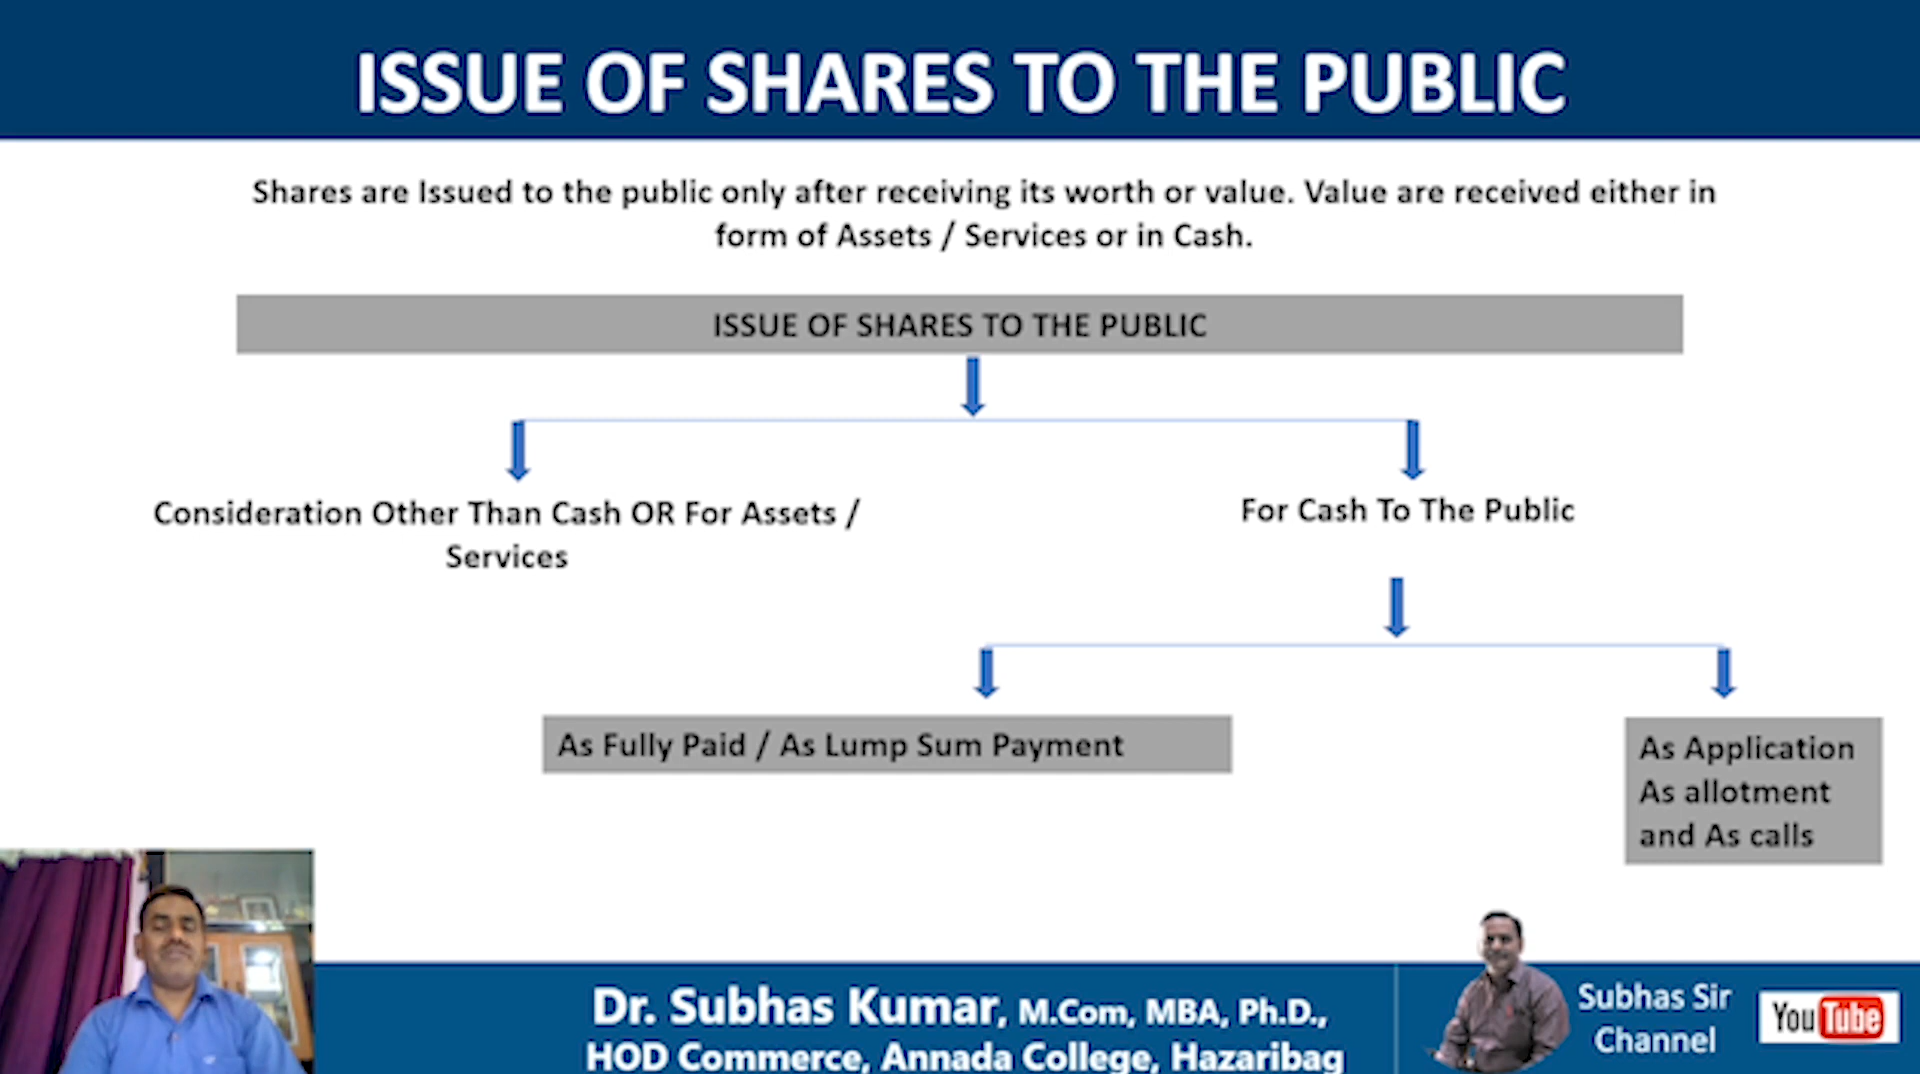 ISSUE OF SHARES TO THE PUBLIC
Shares are Issued to the public only after receiving its worth or value. Value are received either in
form of Assets / Services or in Cash.
ISSUE OF SHARES TO THE PUBLIC
Consideration Other Than Cash OR For Assets /
Services
For Cash To The Public
As Fully Paid / As Lump Sum Payment
As Application
As allotment
and As calls
Dr. Subhas Kumar, M.Com, MBA, Ph.D.,
HOD Commerce, Annada College, Hazaribag
Subhas Sir
Channel
YouTube